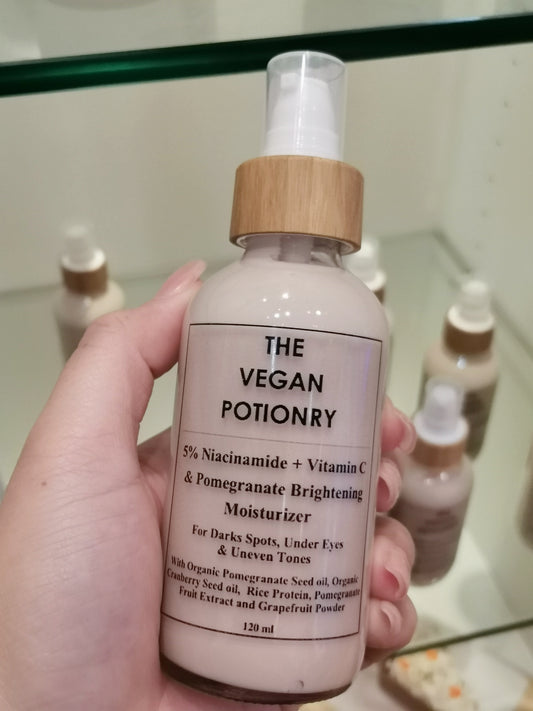 THE
VEGAN
POTIONRY
5% Niacinamide + Vitamin C
& Pomegranate Brightening
Moisturizer
For Darks Spots, Under Eyes
& Uneven Tones
With Organic Pomegranate Seed oil, Organic
Cranberry Seed oil, Rice Protein, Pomegranate
Fruit Extract and Grapefruit Powder
120 ml